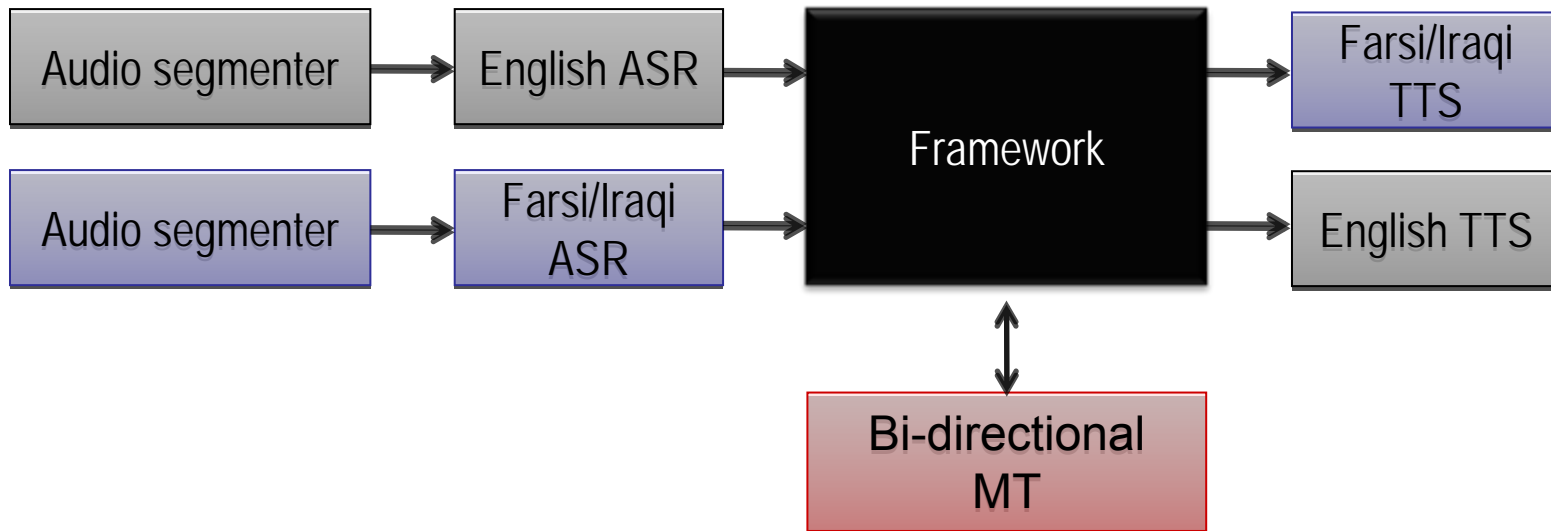 Audio segmenter
English ASR
Framework
Farsi/Iraqi
TTS
Audio segmenter
Farsi/Iraqi
ASR
English TTS
Bi-directional
MT